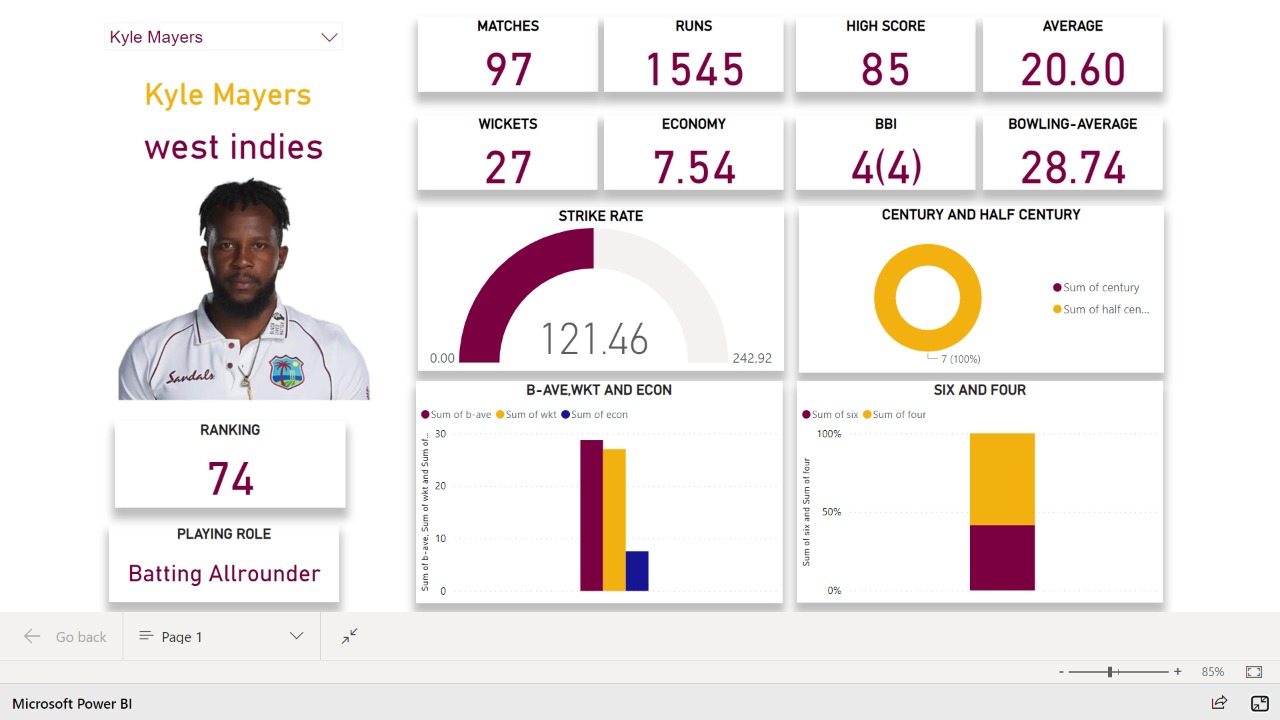 Kyle Mayers
Kyle Mayers
west indies
Sandals
RANKING
74
PLAYING ROLE
Batting Allrounder
MATCHES
97
RUNS
1545
HIGH SCORE
85
AVERAGE
20.60
WICKETS
27
ECONOMY
7.54
BBI
4(4)
BOWLING-AVERAGE
28.74
STRIKE RATE
121.46
0.00
242.92
CENTURY AND HALF CENTURY
Sum of century
Sum of half cen...
7 (100%)
B-AVE,WKT AND ECON
Sum of b-ave Sum of wkt Sum of econ
Sum of b-ave, Sum of wkt and Sum of...
30
20
10
0
SIX AND FOUR
Sum of six Sum of four
Sum of six and Sum of four
100%
50%
0%
Go back
Page 1
- + 85%
Microsoft Power BI